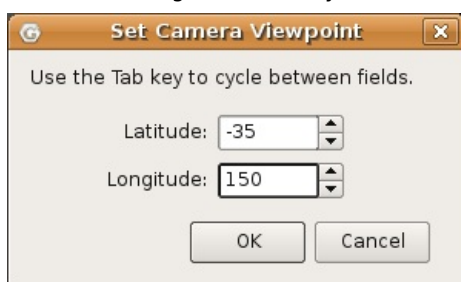 Set Camera Viewpoint
Use the Tab key to cycle between fields.
Latitude: -35
Longitude: 150
OK Cancel